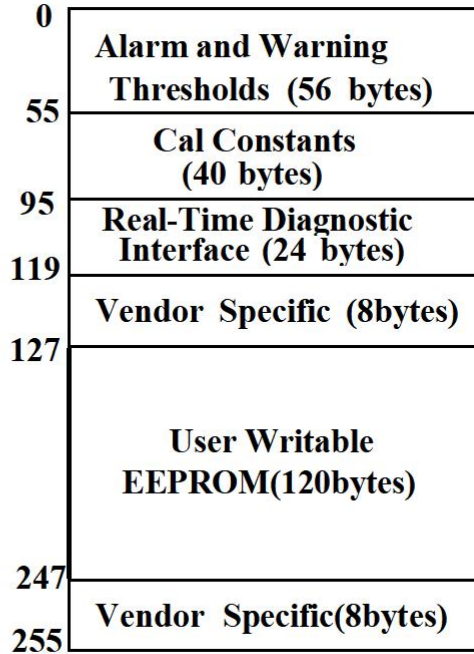 0
Alarm and Warning
Thresholds (56 bytes)
55
Cal Constants
(40 bytes)
95
Real-Time Diagnostic
Interface (24 bytes)
119
Vendor Specific (8bytes)
127
User Writable
EEPROM(120bytes)
247
Vendor Specific(8bytes)
255